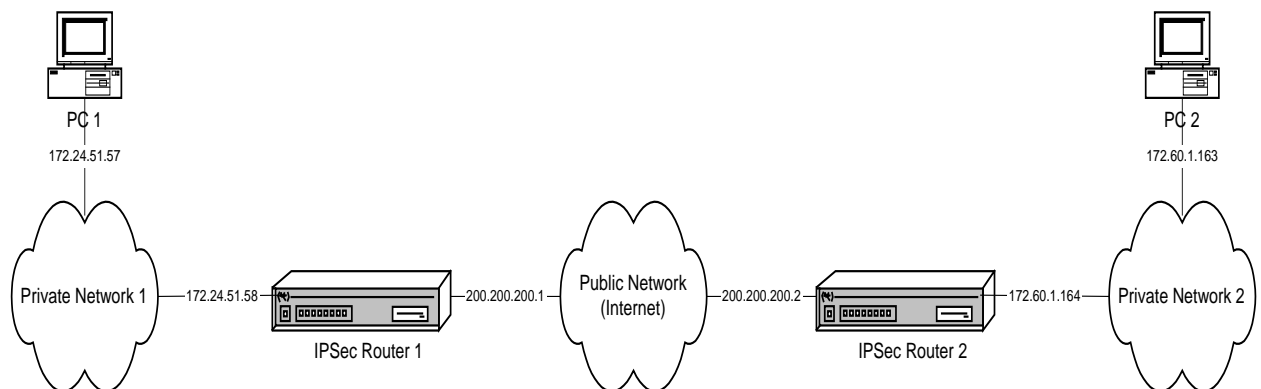 PC 1
172.24.51.57
PC 2
172.60.1.163
Private Network 1
172.24.51.58
200.200.200.1
Public Network
(Internet)
200.200.200.2
172.60.1.164
Private Network 2
IPSec Router 1
IPSec Router 2